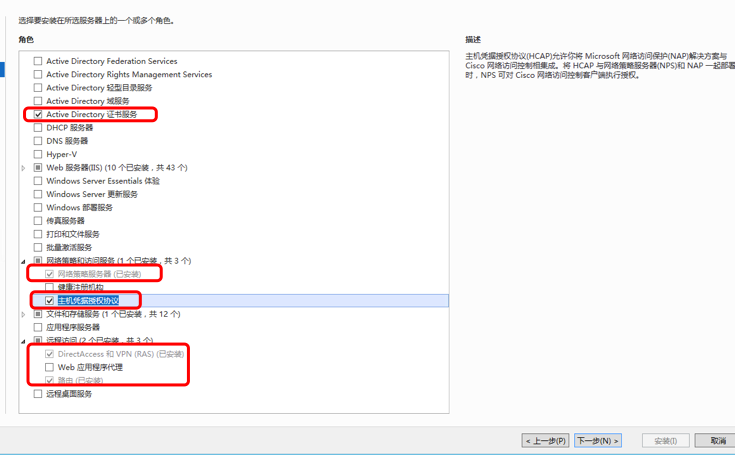 选择要安装在所选服务器上的一个或多个角色。
角色
描述
Active Directory Federation Services
Active Directory Rights Management Services
Active Directory 轻型目录服务
Active Directory 域服务
Active Directory 证书服务
DHCP 服务器
DNS 服务器
Hyper-V
Web 服务器(IIS) (10 个已安装，共 43 个)
Windows Server Essentials 体验
Windows Server 更新服务
Windows 部署服务
传真服务器
打印和文件服务
批量激活服务
网络策略和访问服务 (1 个已安装，共 3 个)
网络策略服务器 (已安装)
健康注册机构
主机凭据授权协议
文件和存储服务 (1 个已安装，共 12 个)
应用程序服务器
远程访问 (2 个已安装，共 3 个)
DirectAccess 和 VPN (RAS) (已安装)
Web 应用程序代理
路由 (已安装)
远程桌面服务
主机凭据授权协议(HCAP)允许你将 Microsoft 网络访问保护(NAP)解决方案与
Cisco 网络访问控制相集成。将 HCAP 与网络策略服务器(NPS)和 NAP 一起部署
时，NPS 可对 Cisco 网络访问控制客户端执行授权。
< 上一步(P)
下一步(N) >
安装(I)
取消